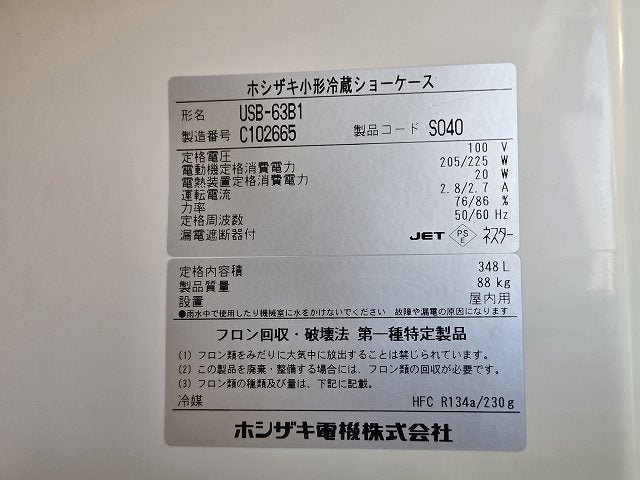 ホシザキ小形冷蔵ショーケース
形名 USB-63B1
製造番号 C102665 製品コード S040
定格電圧 100 V
電動機定格消費電力 205/225 W
電熱装置定格消費電力 20 W
運転電流 2.8/2.7 A
力率 76/86 %
定格周波数 50/60 Hz
漏電遮断器付 JET PSE ネスター
定格内容積 348 L
製品質量 88 kg
設置 屋内用
●雨水中で使用したり機械室に水をかけないでください 故障や漏電の原因になります
フロン回収・破壊法 第一種特定製品
(1) フロン類をみだりに大気中に放出することは禁じられています。
(2) この製品を廃棄・整備する場合には、フロン類の回収が必要です。
(3) フロン類の種類及び量は、下記に記載。
冷媒 HFC R134a/230g
ホシザキ電機株式会社